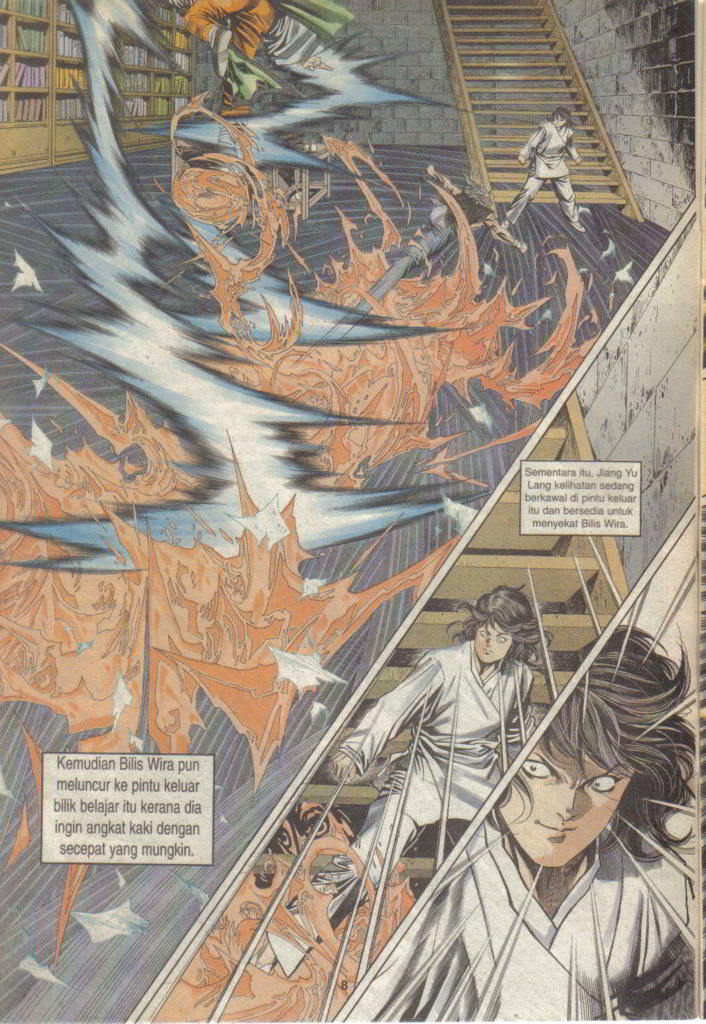 Sementara itu, Jiang Yu
Lang kelihatan sedang
berkawal di pintu keluar
itu dan bersedia untuk
menyekat Bilis Wira.
Kemudian Bilis Wira pun
meluncur ke pintu keluar
bilik belajar itu kerana dia
ingin angkat kaki dengan
secepat yang mungkin.
8